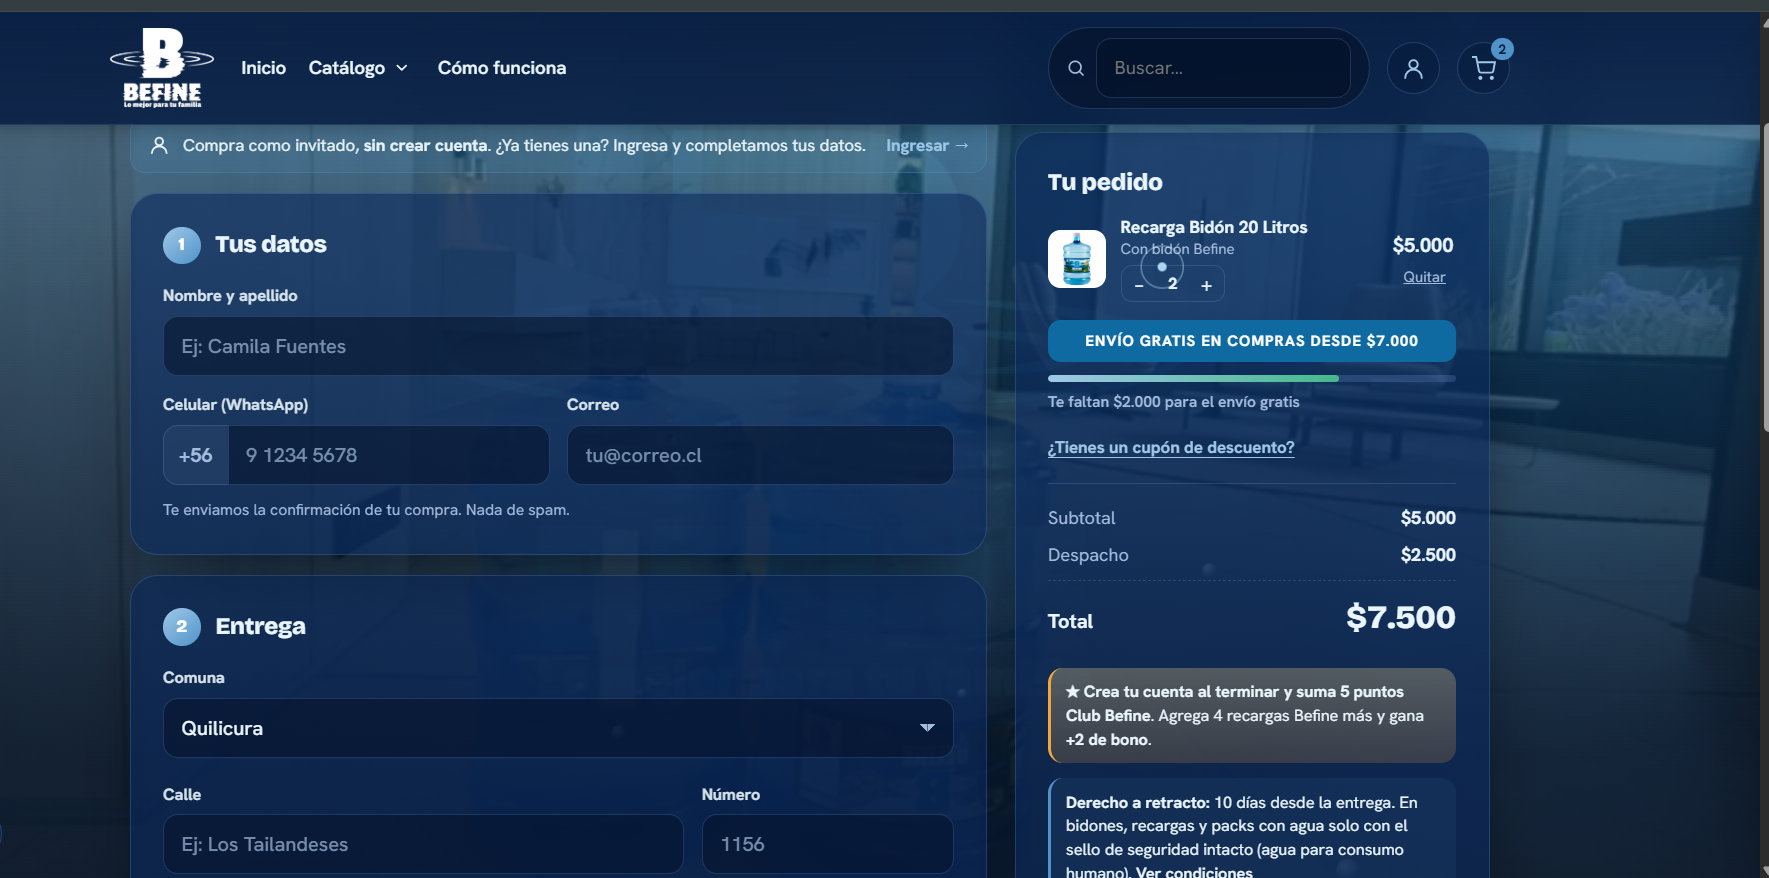 BEFINE
Lo mejor para tu familia
Inicio
Catálogo
Cómo funciona
Buscar...
2
Compra como invitado, sin crear cuenta. ¿Ya tienes una? Ingresa y completamos tus datos.
Ingresar →
1
Tus datos
Nombre y apellido
Ej: Camila Fuentes
Celular (WhatsApp)
Correo
+56
9 1234 5678
tu@correo.cl
Te enviamos la confirmación de tu compra. Nada de spam.
2
Entrega
Comuna
Quilicura
Calle
Número
Ej: Los Tailandeses
1156
Tu pedido
Recarga Bidón 20 Litros
Con bidón Befine
$5.000
− 2 +
Quitar
ENVÍO GRATIS EN COMPRAS DESDE $7.000
Te faltan $2.000 para el envío gratis
¿Tienes un cupón de descuento?
Subtotal
$5.000
Despacho
$2.500
Total
$7.500
★ Crea tu cuenta al terminar y suma 5 puntos
Club Befine. Agrega 4 recargas Befine más y gana
+2 de bono.
Derecho a retracto: 10 días desde la entrega. En
bidones, recargas y packs con agua solo con el
sello de seguridad intacto (agua para consumo
humano). Ver condiciones